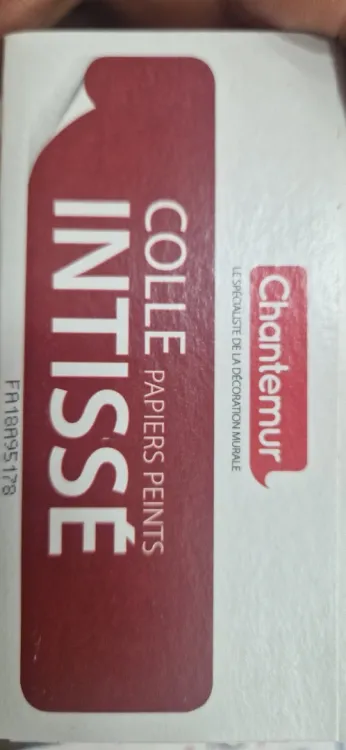 Chantemur
LE SPÉCIALISTE DE LA DÉCORATION MURALE
COLLE PAPIERS PEINTS
INTISSÉ
FA18A95178